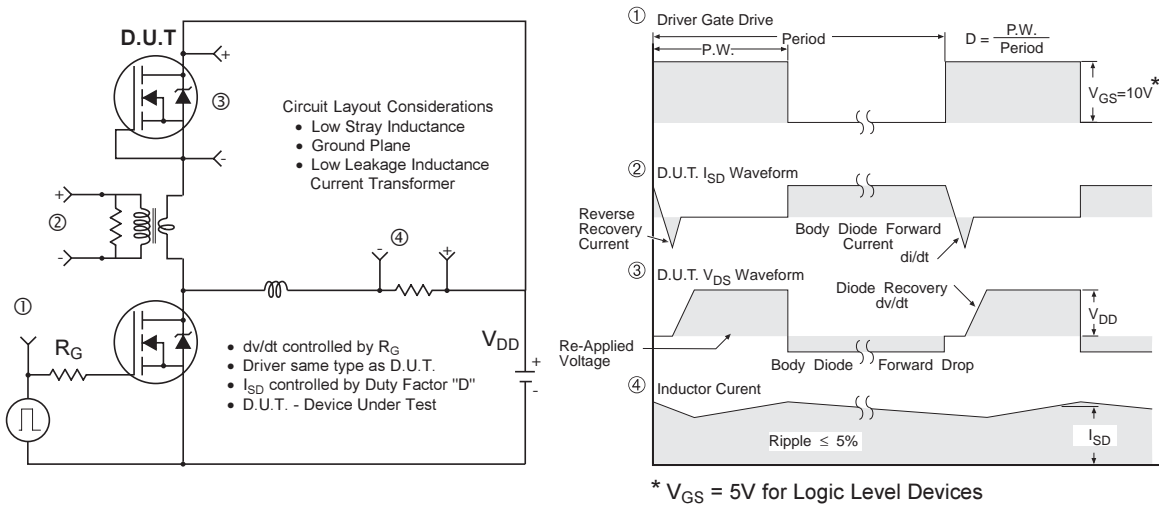 D.U.T
+
③
-
Circuit Layout Considerations
• Low Stray Inductance
• Ground Plane
• Low Leakage Inductance
Current Transformer
+
②
-
④
-
+
①
R_G
• dv/dt controlled by R_G
• Driver same type as D.U.T.
• I_SD controlled by Duty Factor "D"
• D.U.T. - Device Under Test
V_DD
+
-
① Driver Gate Drive
P.W.
Period
D = P.W. / Period
V_GS=10V *
② D.U.T. I_SD Waveform
Reverse
Recovery
Current
Body Diode Forward
Current
di/dt
③ D.U.T. V_DS Waveform
Diode Recovery
dv/dt
V_DD
Re-Applied
Voltage
Body Diode Forward Drop
④ Inductor Curent
Ripple ≤ 5%
I_SD
* V_GS = 5V for Logic Level Devices